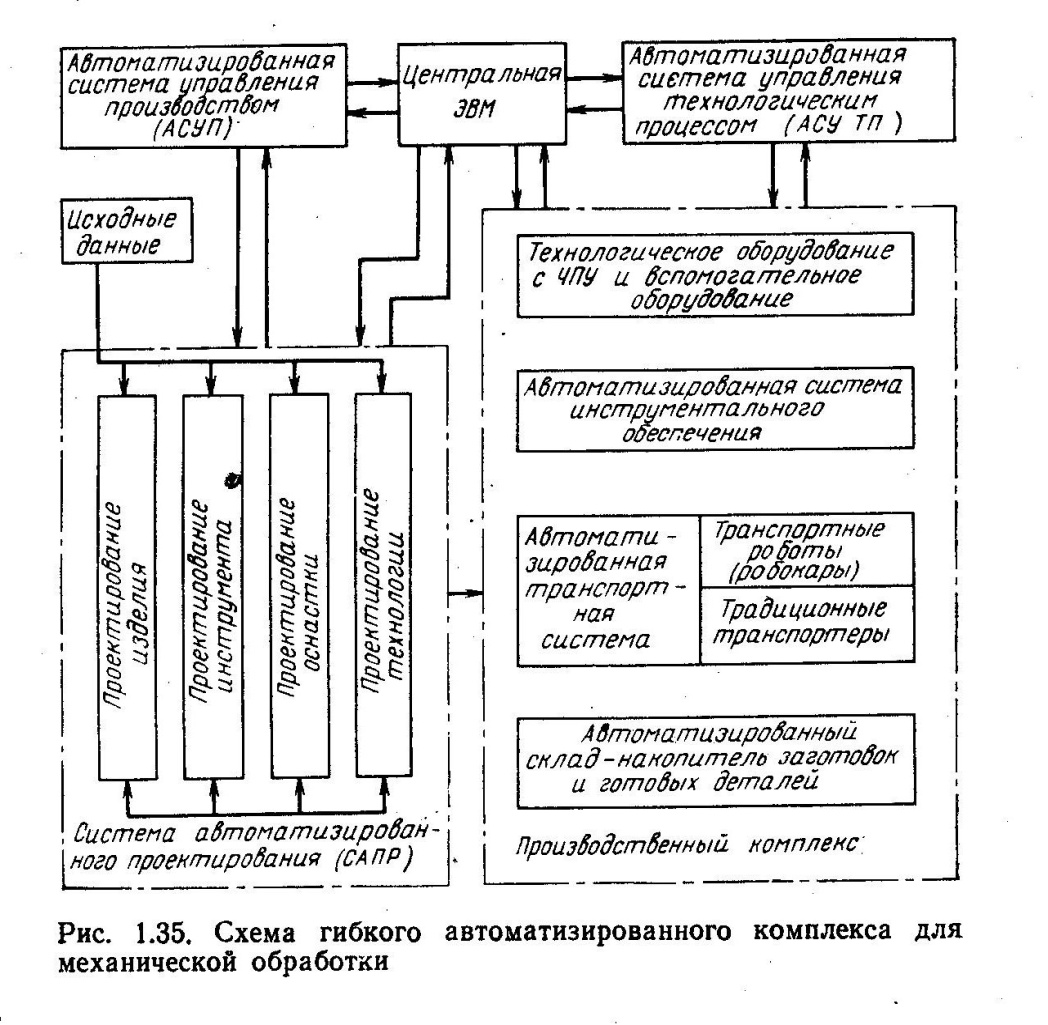 Автоматизированная
система управления
производством
(АСУП)
Центральная
ЭВМ
Автоматизированная
система управления
технологическим
процессом (АСУ ТП)
Исходные
данные
Технологическое оборудование
с ЧПУ и вспомогательное
оборудование
Автоматизированная система
инструментального
обеспечения
Автомати-
зированная
транспорт-
ная
система
Транспортные
роботы
(робокары)
Традиционные
транспортеры
Автоматизированный
склад-накопитель заготовок
и готовых деталей
Производственный комплекс
Проектирование
изделия
Проектирование
инструмента
Проектирование
оснастки
Проектирование
технологии
Система автоматизирован-
ного проектирования (САПР)
Рис. 1.35. Схема гибкого автоматизированного комплекса для
механической обработки